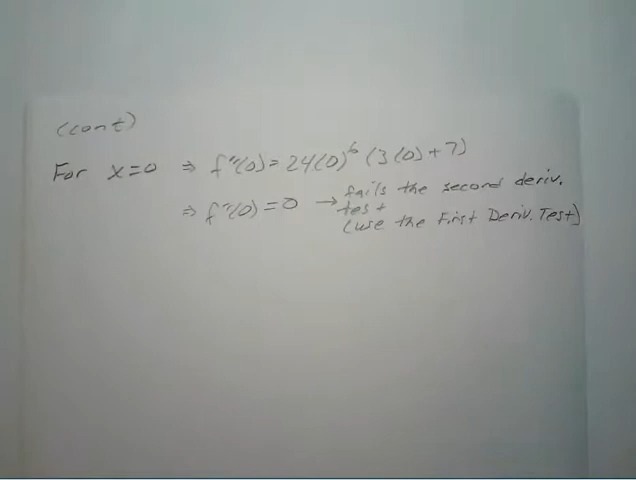 (cont)
For x=0 ⇒ f"(0)=24(0)⁶(3(0)+7)
⇒ f"(0)=0 → fails the second deriv.
test
(use the First Deriv. Test)